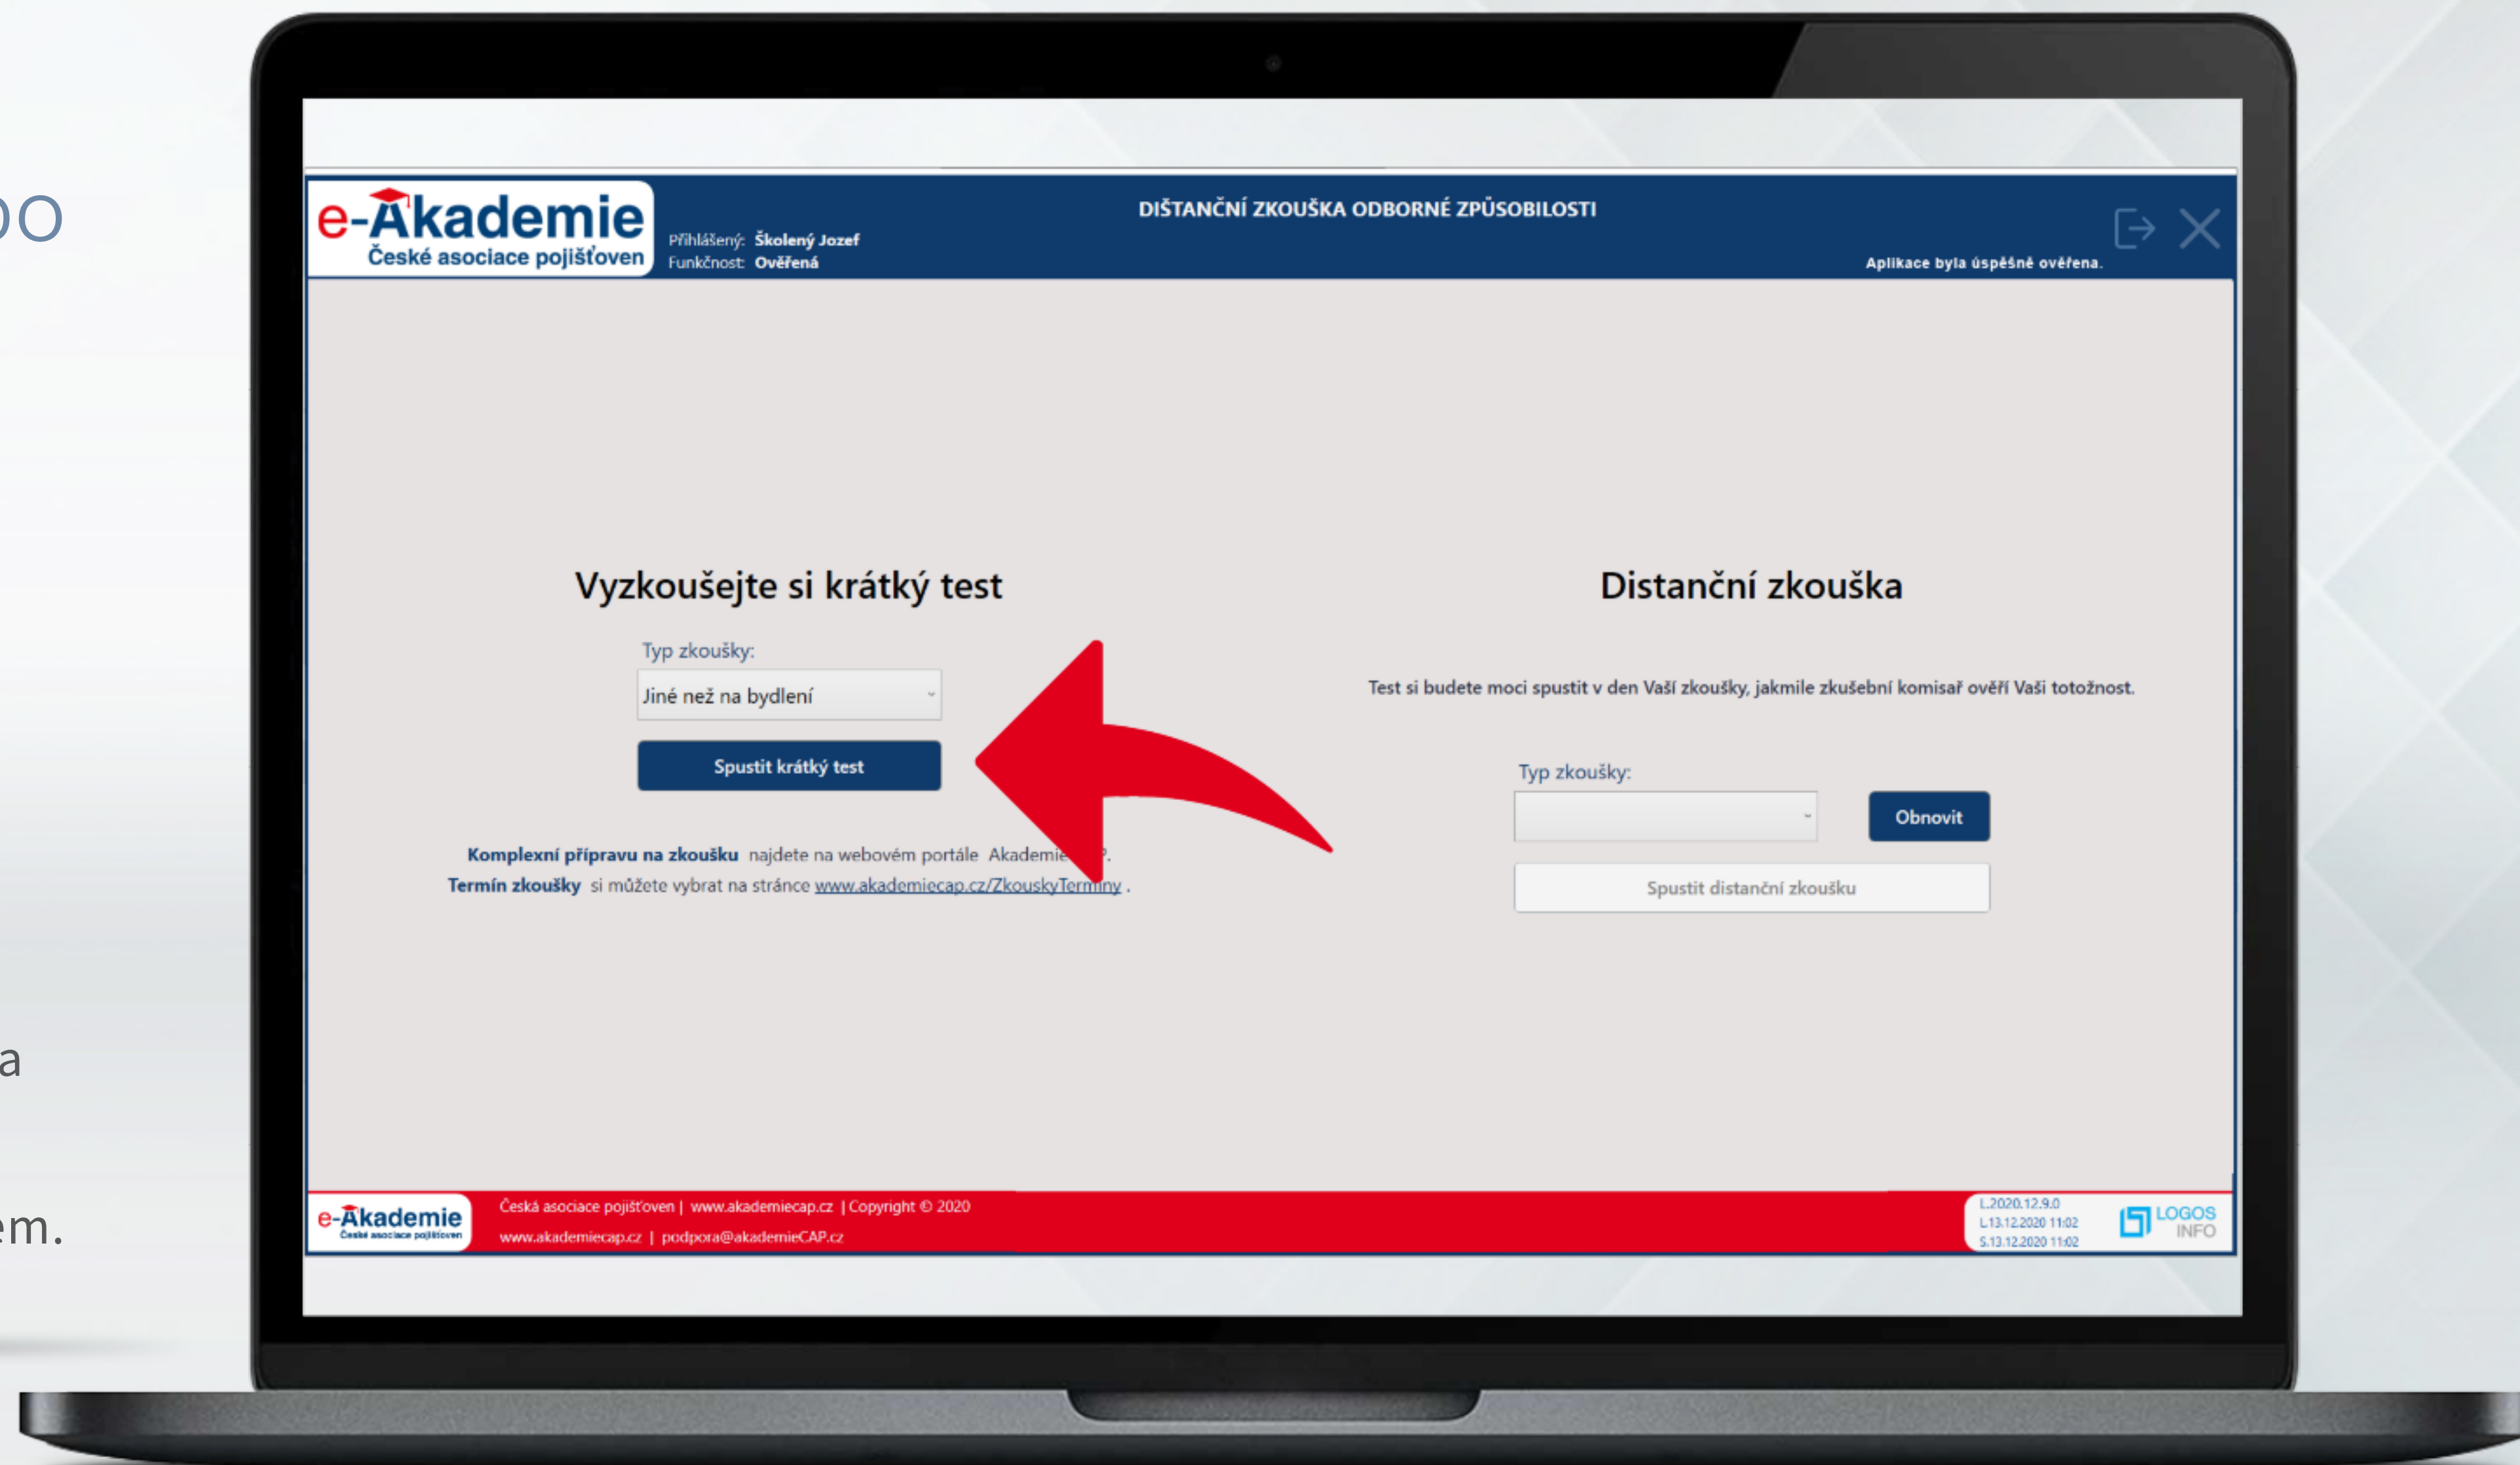 e-Akademie
České asociace pojišťoven
Přihlášený: Školený Jozef
Funkčnost: Ověřená
DIŠTANČNÍ ZKOUŠKA ODBORNÉ ZPŮSOBILOSTI
Aplikace byla úspěšně ověřena.
Vyzkoušejte si krátký test
Typ zkoušky:
Jiné než na bydlení
Spustit krátký test
Komplexní přípravu na zkoušku najdete na webovém portále
Termín zkoušky si můžete vybrat na stránce www.akademiecap.cz/ZkouskyTerminy .
Distanční zkouška
Test si budete moci spustit v den Vaší zkoušky, jakmile zkušební komisař ověří Vaši totožnost.
Typ zkoušky:
Obnovit
Spustit distanční zkoušku
a
e-Akademie
České asociace pojišťoven
Česká asociace pojišťoven | www.akademiecap.cz | Copyright © 2020
www.akademiecap.cz | podpora@akademieCAP.cz
L.2020.12.9.0
L.13.12.2020 11:02
S.13.12.2020 11:02
LOGOS
INFO